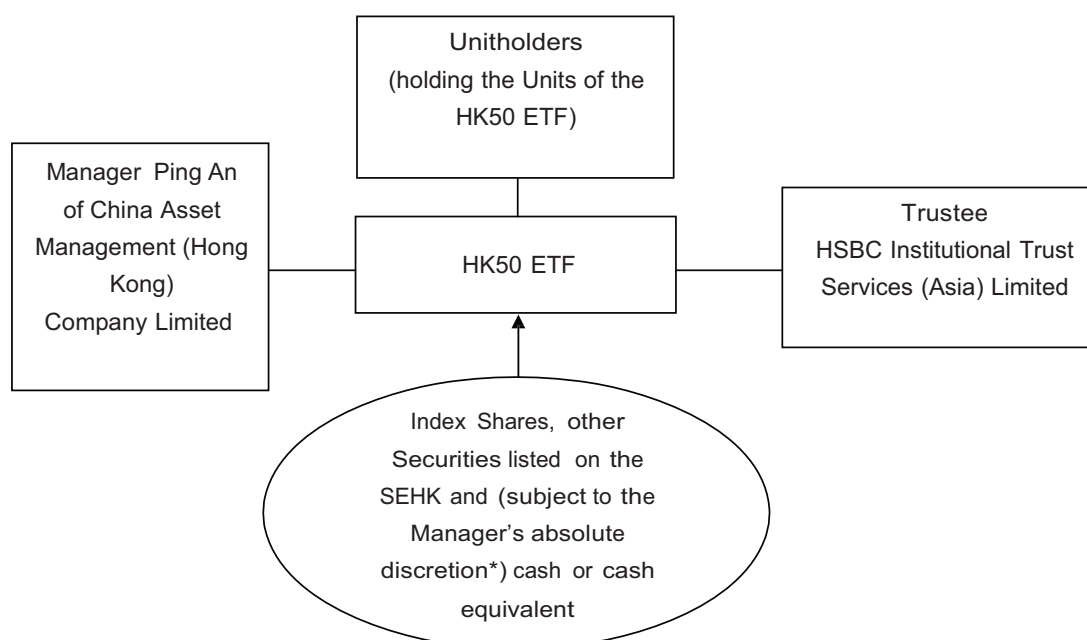 Unitholders
(holding the Units of the
HK50 ETF)
Manager Ping An
of China Asset
Management (Hong
Kong)
Company Limited
HK50 ETF
Trustee
HSBC Institutional Trust
Services (Asia) Limited
Index Shares, other
Securities listed on the
SEHK and (subject to the
Manager’s absolute
discretion*) cash or cash
equivalent